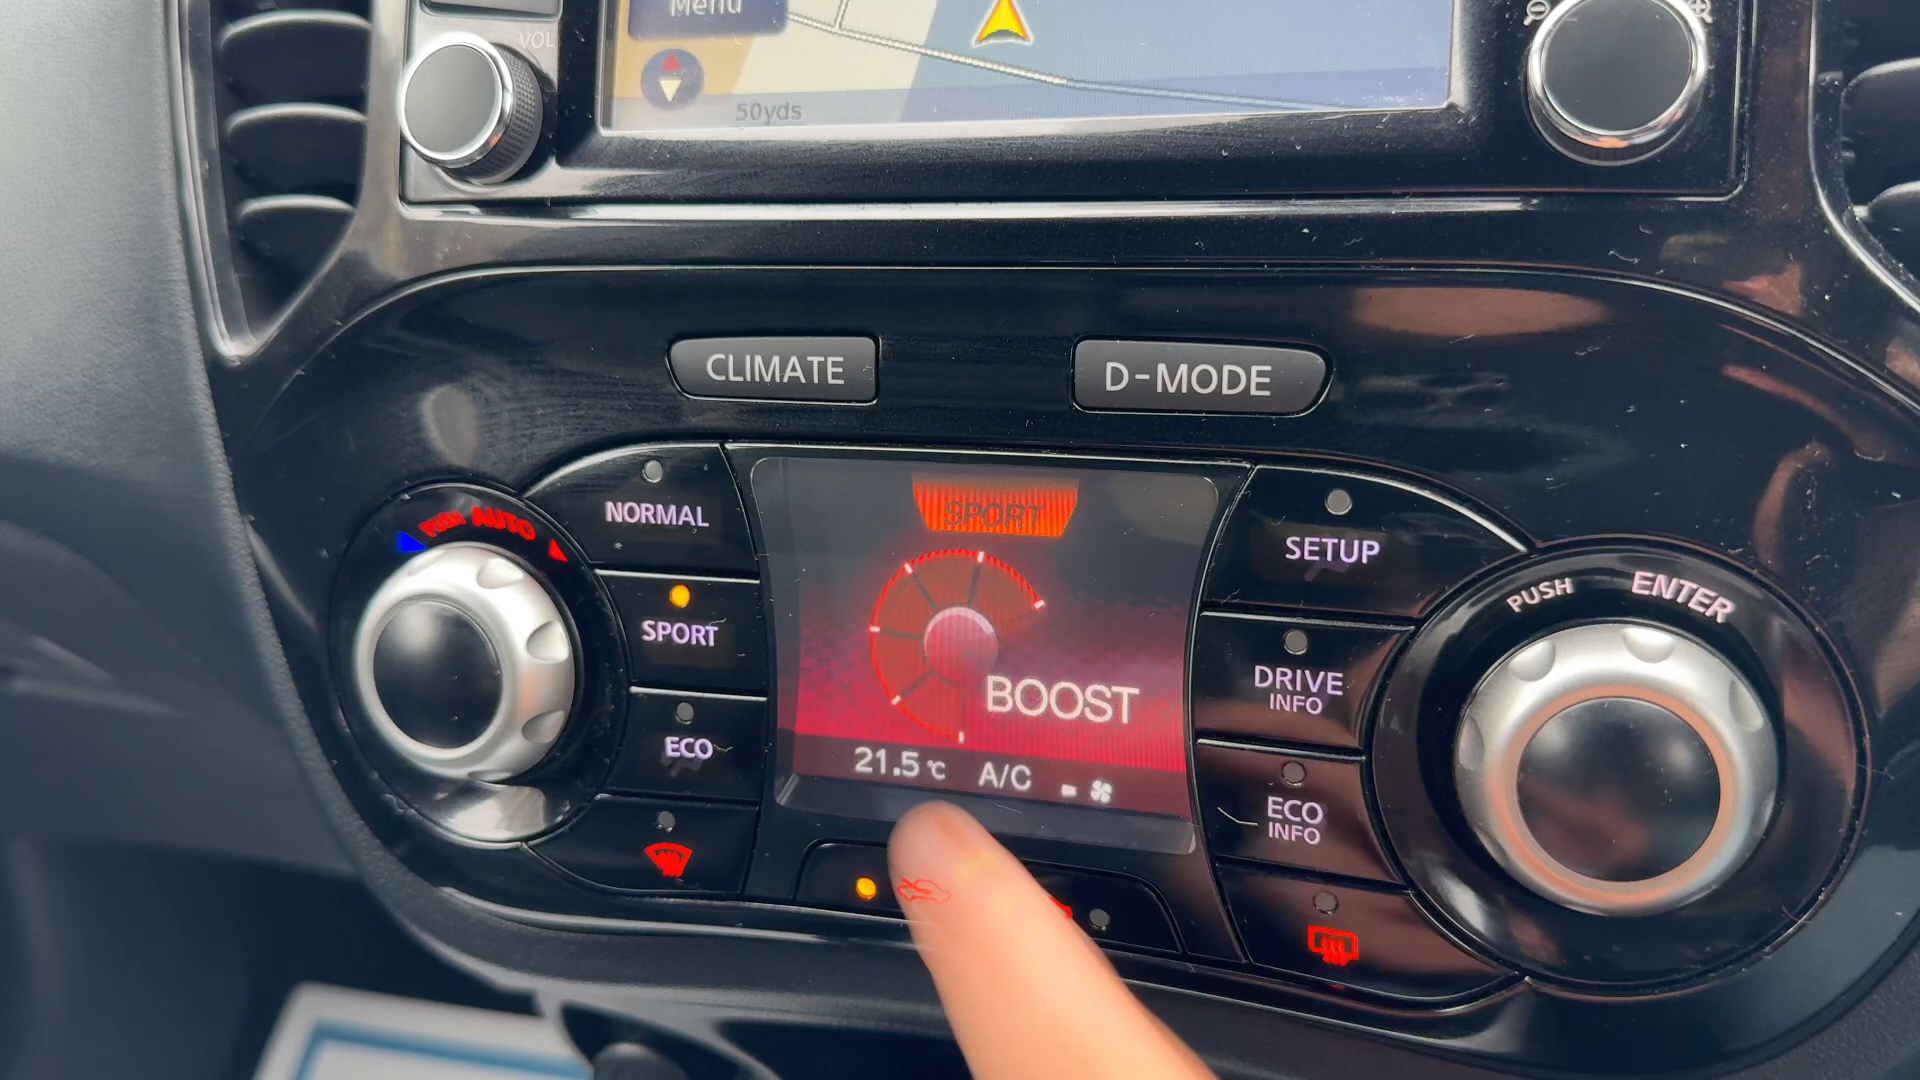 Menu
VOL
50yds
CLIMATE
D-MODE
PUSH AUTO
NORMAL
SPORT
SETUP
PUSH ENTER
SPORT
DRIVE
INFO
BOOST
ECO
21.5 °C A/C
ECO
INFO